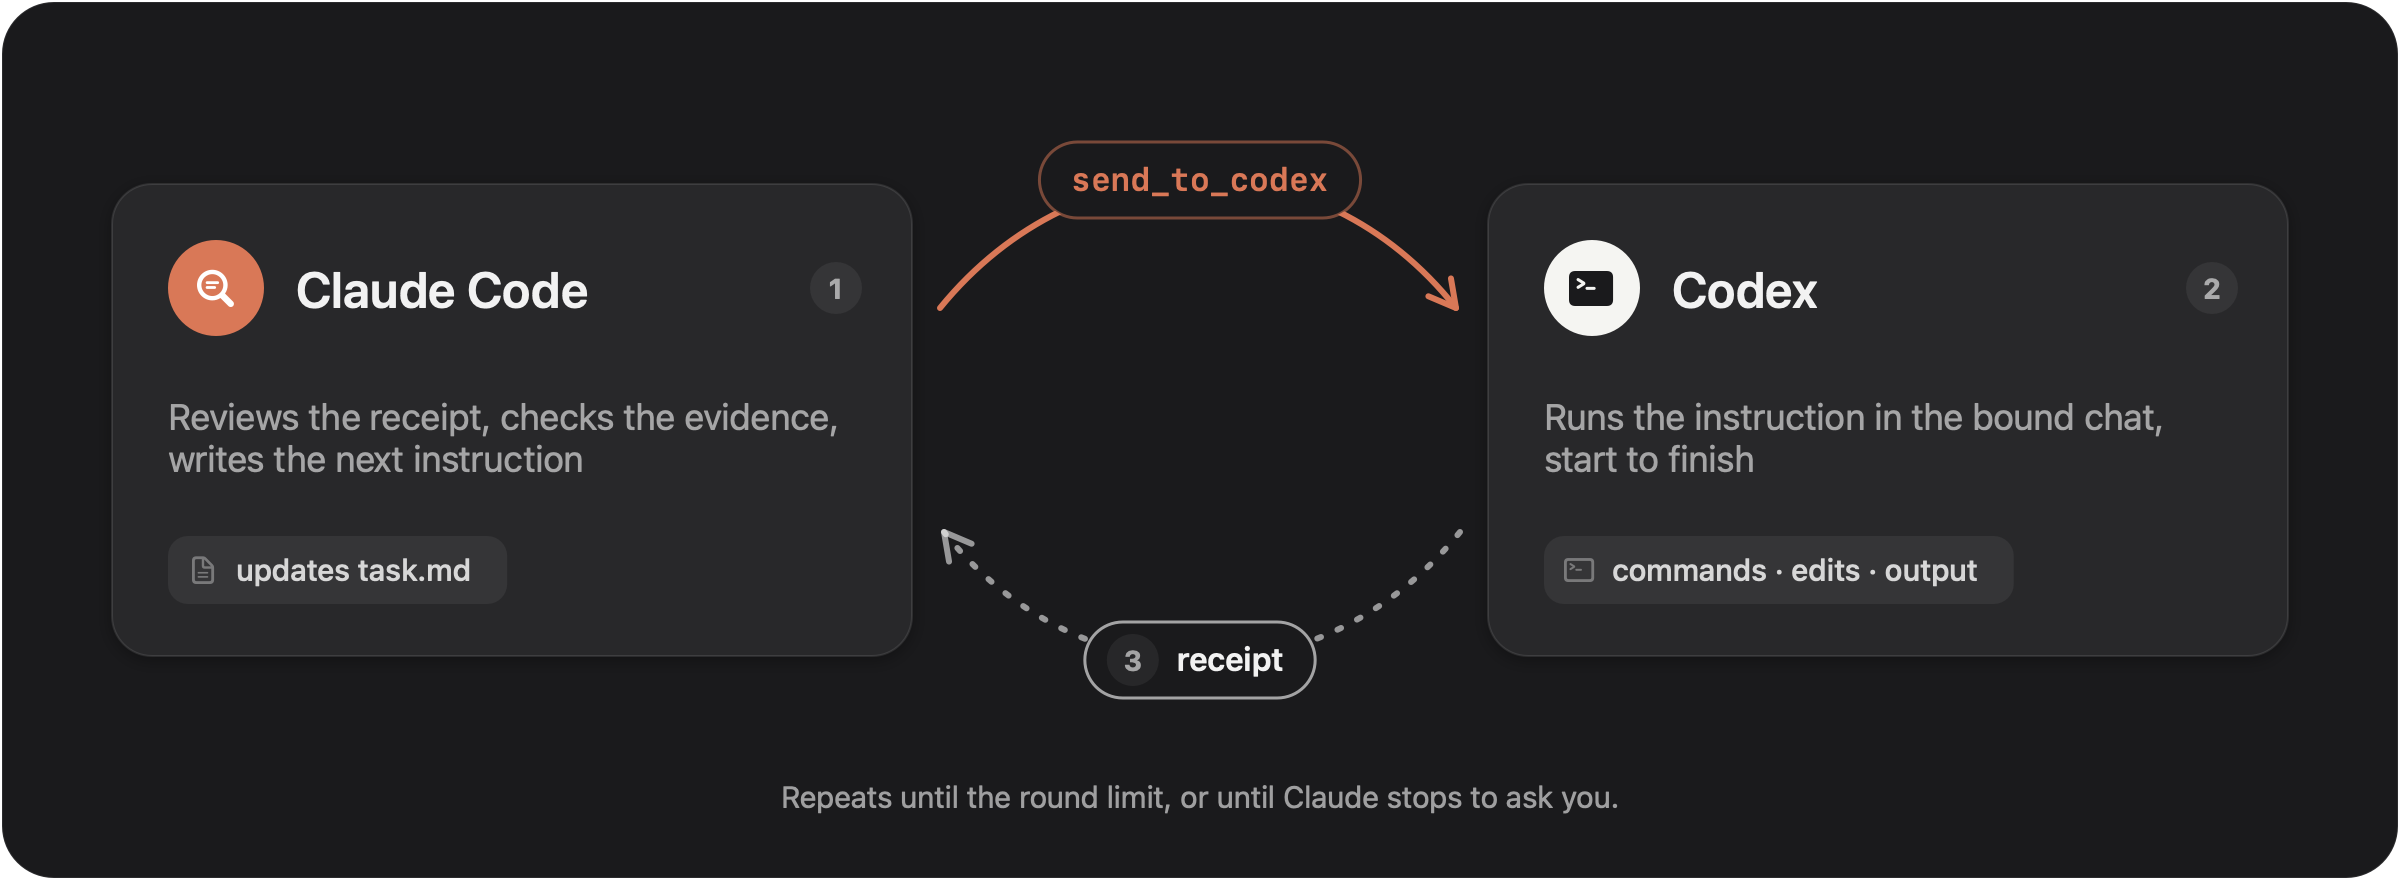 send_to_codex
Claude Code
1
Reviews the receipt, checks the evidence,
writes the next instruction
updates task.md
Codex
2
Runs the instruction in the bound chat,
start to finish
commands · edits · output
3 receipt
Repeats until the round limit, or until Claude stops to ask you.